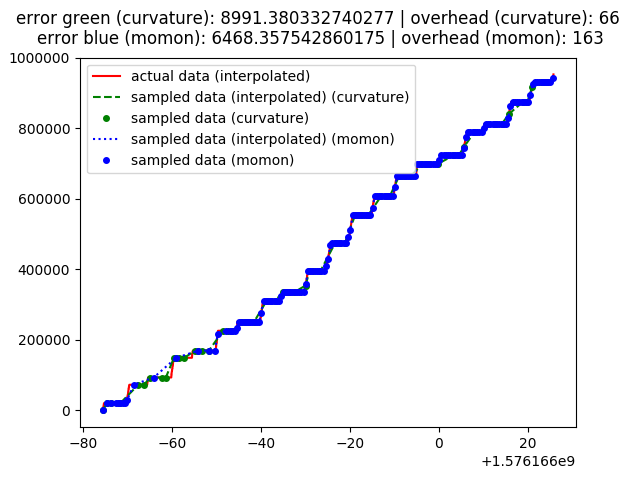 error green (curvature): 8991.380332740277 | overhead (curvature): 66
error blue (momon): 6468.357542860175 | overhead (momon): 163
1000000
800000
600000
400000
200000
0
actual data (interpolated)
sampled data (interpolated) (curvature)
sampled data (curvature)
sampled data (interpolated) (momon)
sampled data (momon)
−80 −60 −40 −20 0 20
+1.576166e9